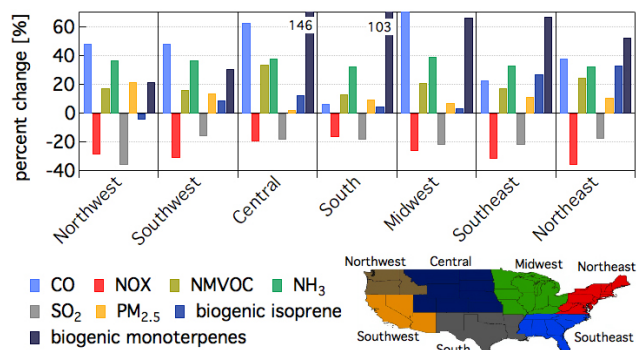 percent change [%]
60
40
20
0
-20
-40
146
103
Northwest
Southwest
Central
South
Midwest
Southeast
Northeast
CO NOX NMVOC NH₃
SO₂ PM₂.₅ biogenic isoprene
biogenic monoterpenes
Northwest Central Midwest Northeast
Southwest South Southeast